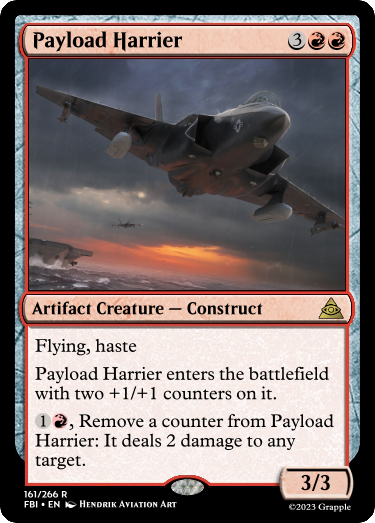 Payload Harrier 3
Artifact Creature — Construct
Flying, haste
Payload Harrier enters the battlefield
with two +1/+1 counters on it.
1 , Remove a counter from Payload
Harrier: It deals 2 damage to any
target.
3/3
161/266 R
FBI • EN Hendrik Aviation Art
©2023 Grapple